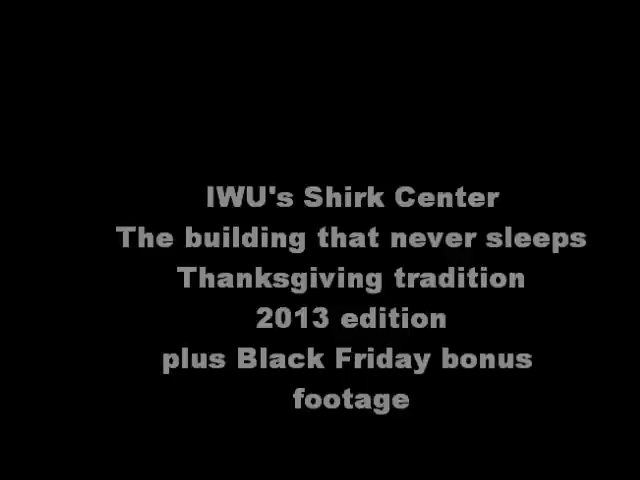 IWU's Shirk Center
The building that never sleeps
Thanksgiving tradition
2013 edition
plus Black Friday bonus
footage